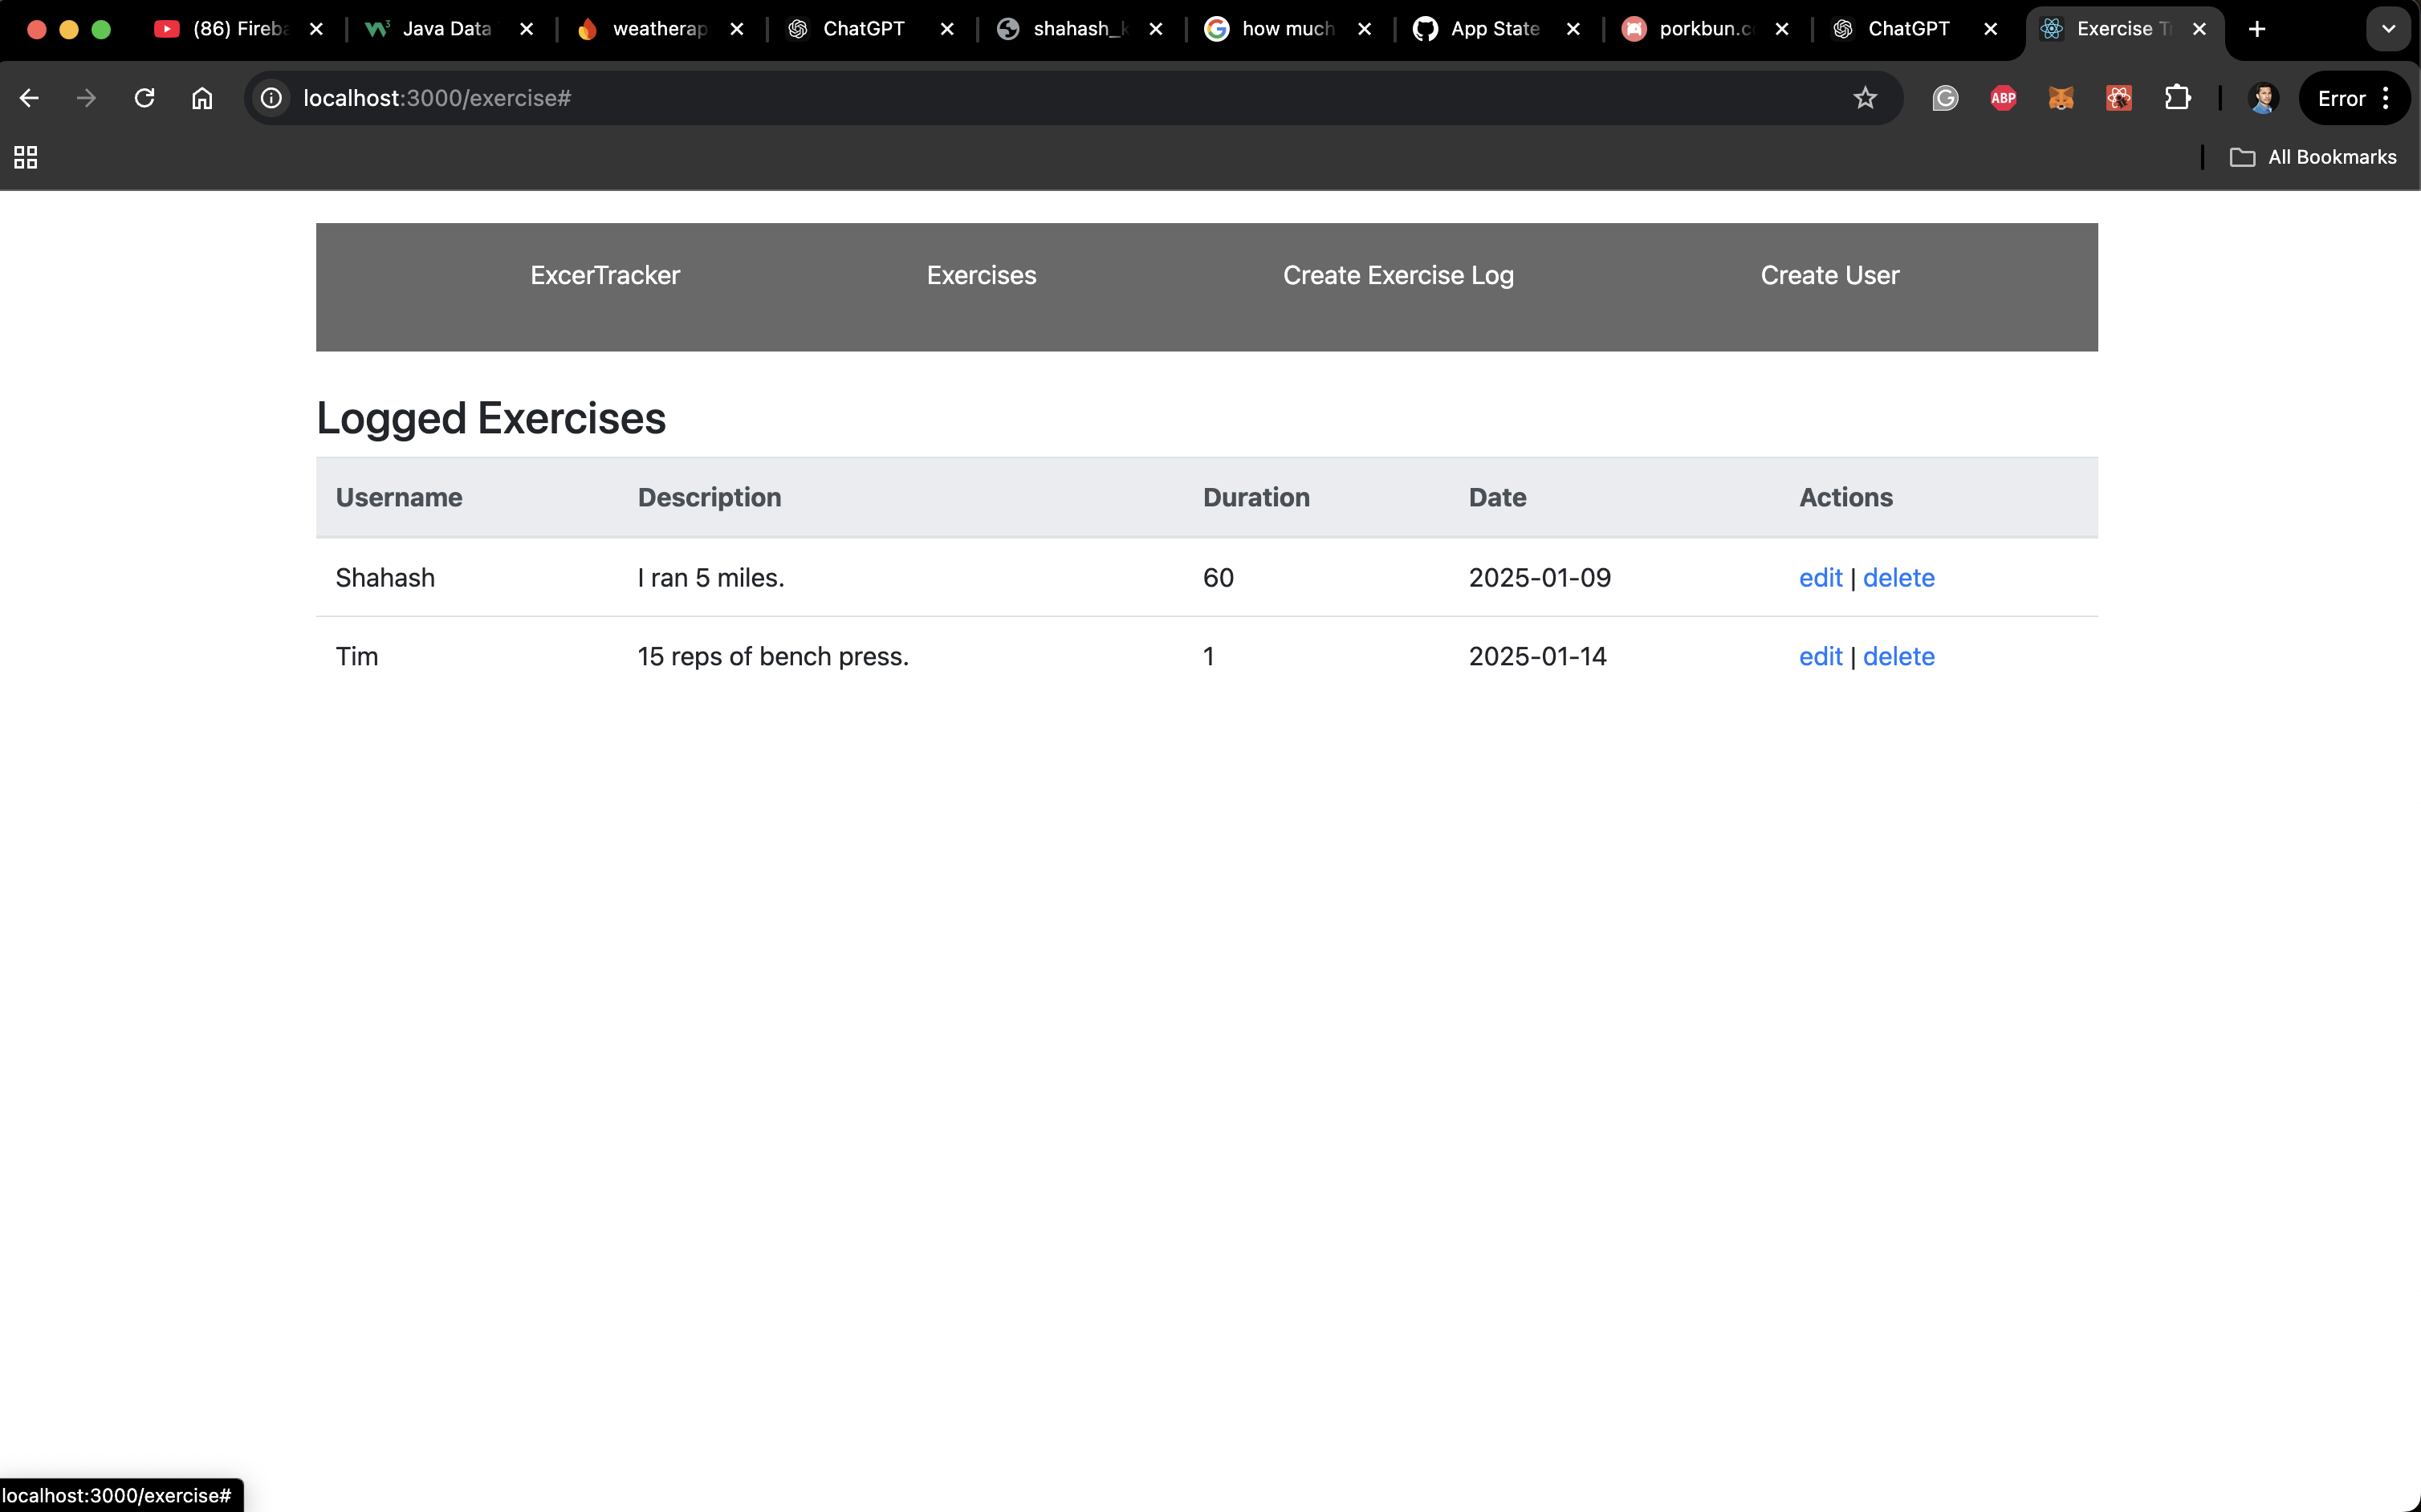 (86) Fireba Java Data weatherap ChatGPT shahash_k how much App State porkbun.c ChatGPT Exercise Tr
localhost:3000/exercise# ABP Error
All Bookmarks
ExcerTracker Exercises Create Exercise Log Create User
Logged Exercises
Username Description Duration Date Actions
Shahash I ran 5 miles. 60 2025-01-09 edit | delete
Tim 15 reps of bench press. 1 2025-01-14 edit | delete
localhost:3000/exercise#